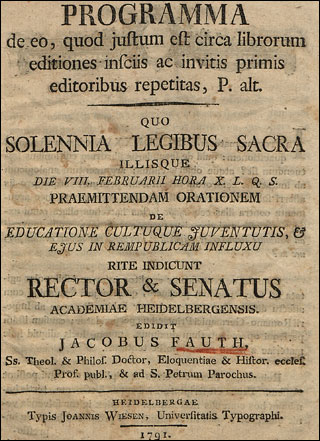 PROGRAMMA
de eo, quod justum est circa librorum
editiones insciis ac invitis primis
editoribus repetitas, P. alt.
QUO
SOLENNIA LEGIBUS SACRA
ILLISQUE
DIE VIII. FEBRUARII HORA X. L. Q. S.
PRAEMITTENDAM ORATIONEM
DE
EDUCATIONE CULTUQUE JUVENTUTIS, &
EJUS IN REMPUBLICAM INFLUXU
RITE INDICUNT
RECTOR & SENATUS
ACADEMIAE HEIDELBERGENSIS.
EDIDIT
JACOBUS FAUTH,
Ss. Theol. & Philos. Doctor, Eloquentiae & Histor. eccles.
Prof. publ., & ad S. Petrum Parochus.
HEIDELBERGAE
Typis JOANNIS WIESEN, Universitatis Typographi.
1791.